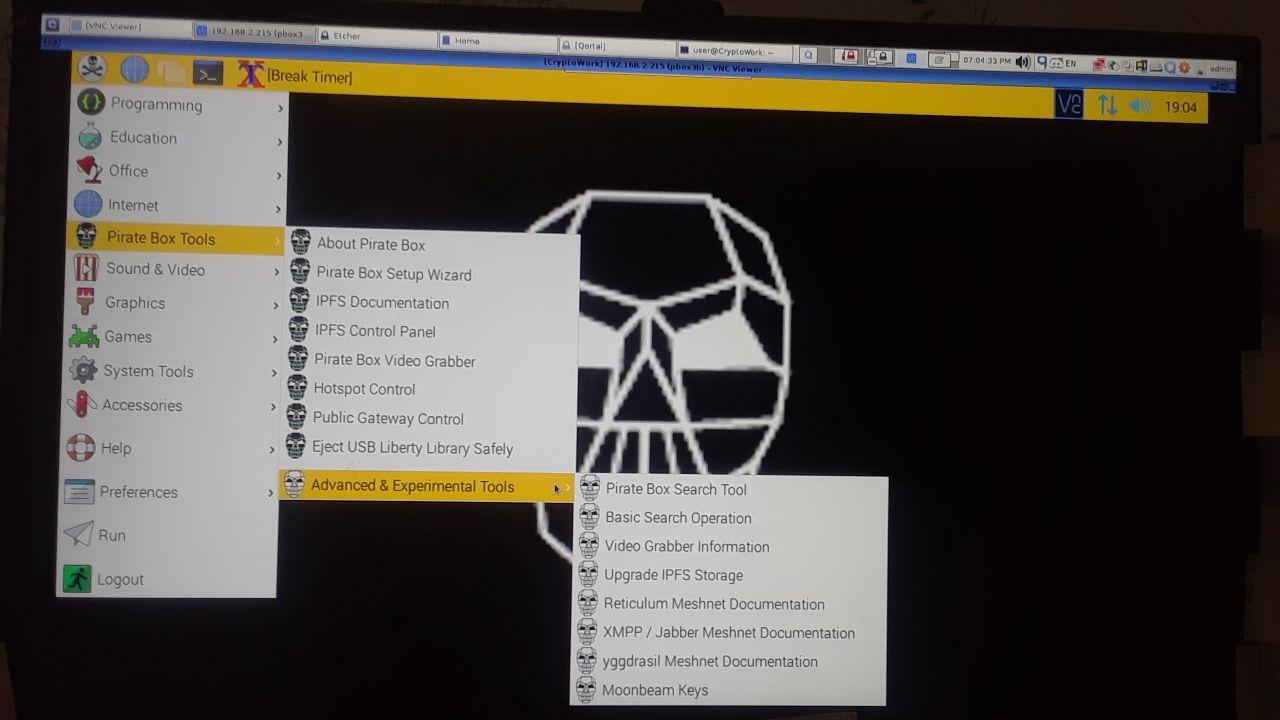 [VNC Viewer]
192.168.2.215 (pbox3...
Etcher
Home
[Qortal]
user@CryptoWork: ~
07:04:33 PM
EN
admin
(CryptoWork) 192.168.2.215 (pbox3b) - VNC Viewer
[Break Timer]
19:04
Programming
Education
Office
Internet
Pirate Box Tools
Sound & Video
Graphics
Games
System Tools
Accessories
Help
Preferences
Run
Logout
About Pirate Box
Pirate Box Setup Wizard
IPFS Documentation
IPFS Control Panel
Pirate Box Video Grabber
Hotspot Control
Public Gateway Control
Eject USB Liberty Library Safely
Advanced & Experimental Tools
Pirate Box Search Tool
Basic Search Operation
Video Grabber Information
Upgrade IPFS Storage
Reticulum Meshnet Documentation
XMPP / Jabber Meshnet Documentation
yggdrasil Meshnet Documentation
Moonbeam Keys